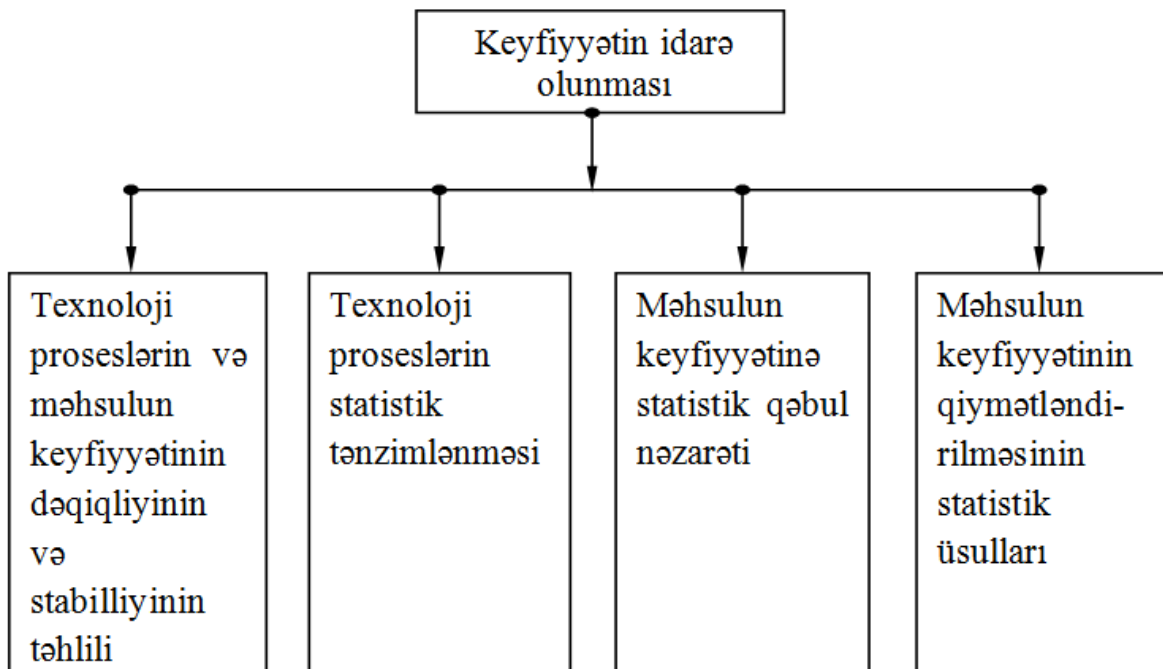 Keyfiyyətin idarə
olunması
Texnoloji
proseslərin və
məhsulun
keyfiyyətinin
dəqiqliyinin
və
stabilliyinin
təhlili
Texnoloji
proseslərin
statistik
tənzimlənməsi
Məhsulun
keyfiyyətinə
statistik qəbul
nəzarəti
Məhsulun
keyfiyyətinin
qiymətləndi-
rilməsinin
statistik
üsulları